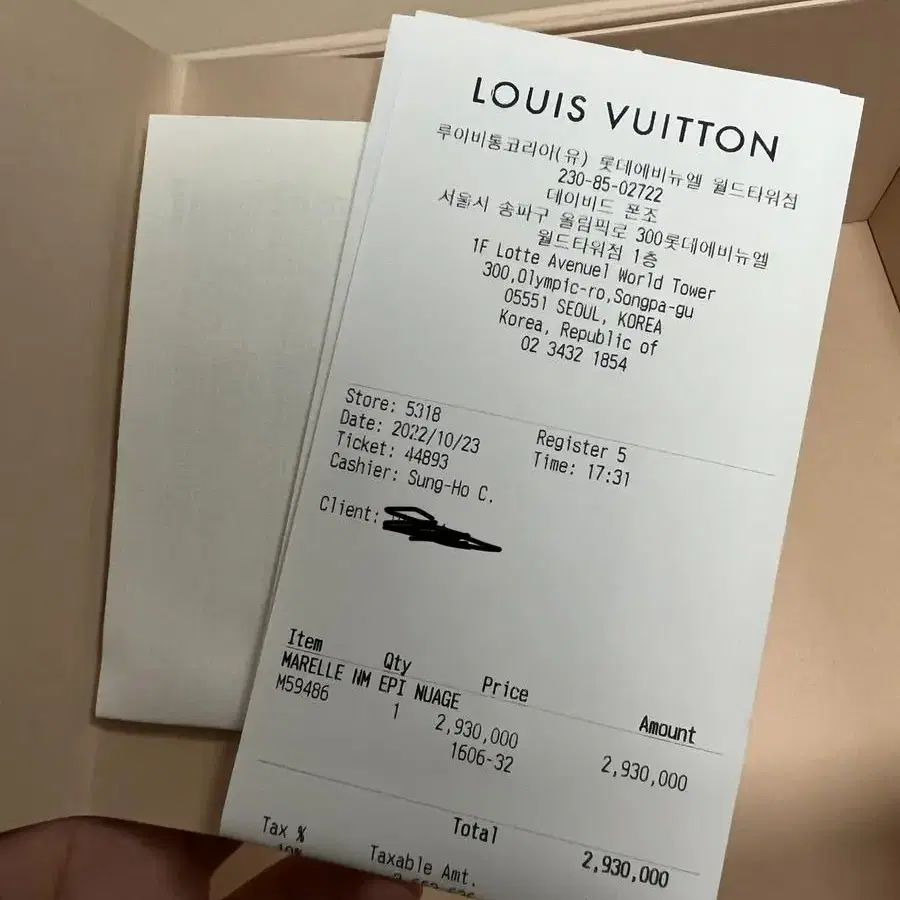 LOUIS VUITTON
루이비통코리아(유) 롯데에비뉴엘 월드타워점
230-85-02722
데이비드 폰조
서울시 송파구 올림픽로 300롯데에비뉴엘
월드타워점 1층
1F Lotte Avenuel World Tower
300,Olympic-ro,Songpa-gu
05551 SEOUL, KOREA
Korea, Republic of
02 3432 1854
Store: 5318 Register 5
Date: 2022/10/23 Time: 17:31
Ticket: 44893
Cashier: Sung-Ho C.
Client:
Item Qty Price Amount
MARELLE NM EPI NUAGE
M59486 1 2,930,000 2,930,000
1606-32
Total 2,930,000
Tax % Taxable Amt.
10%